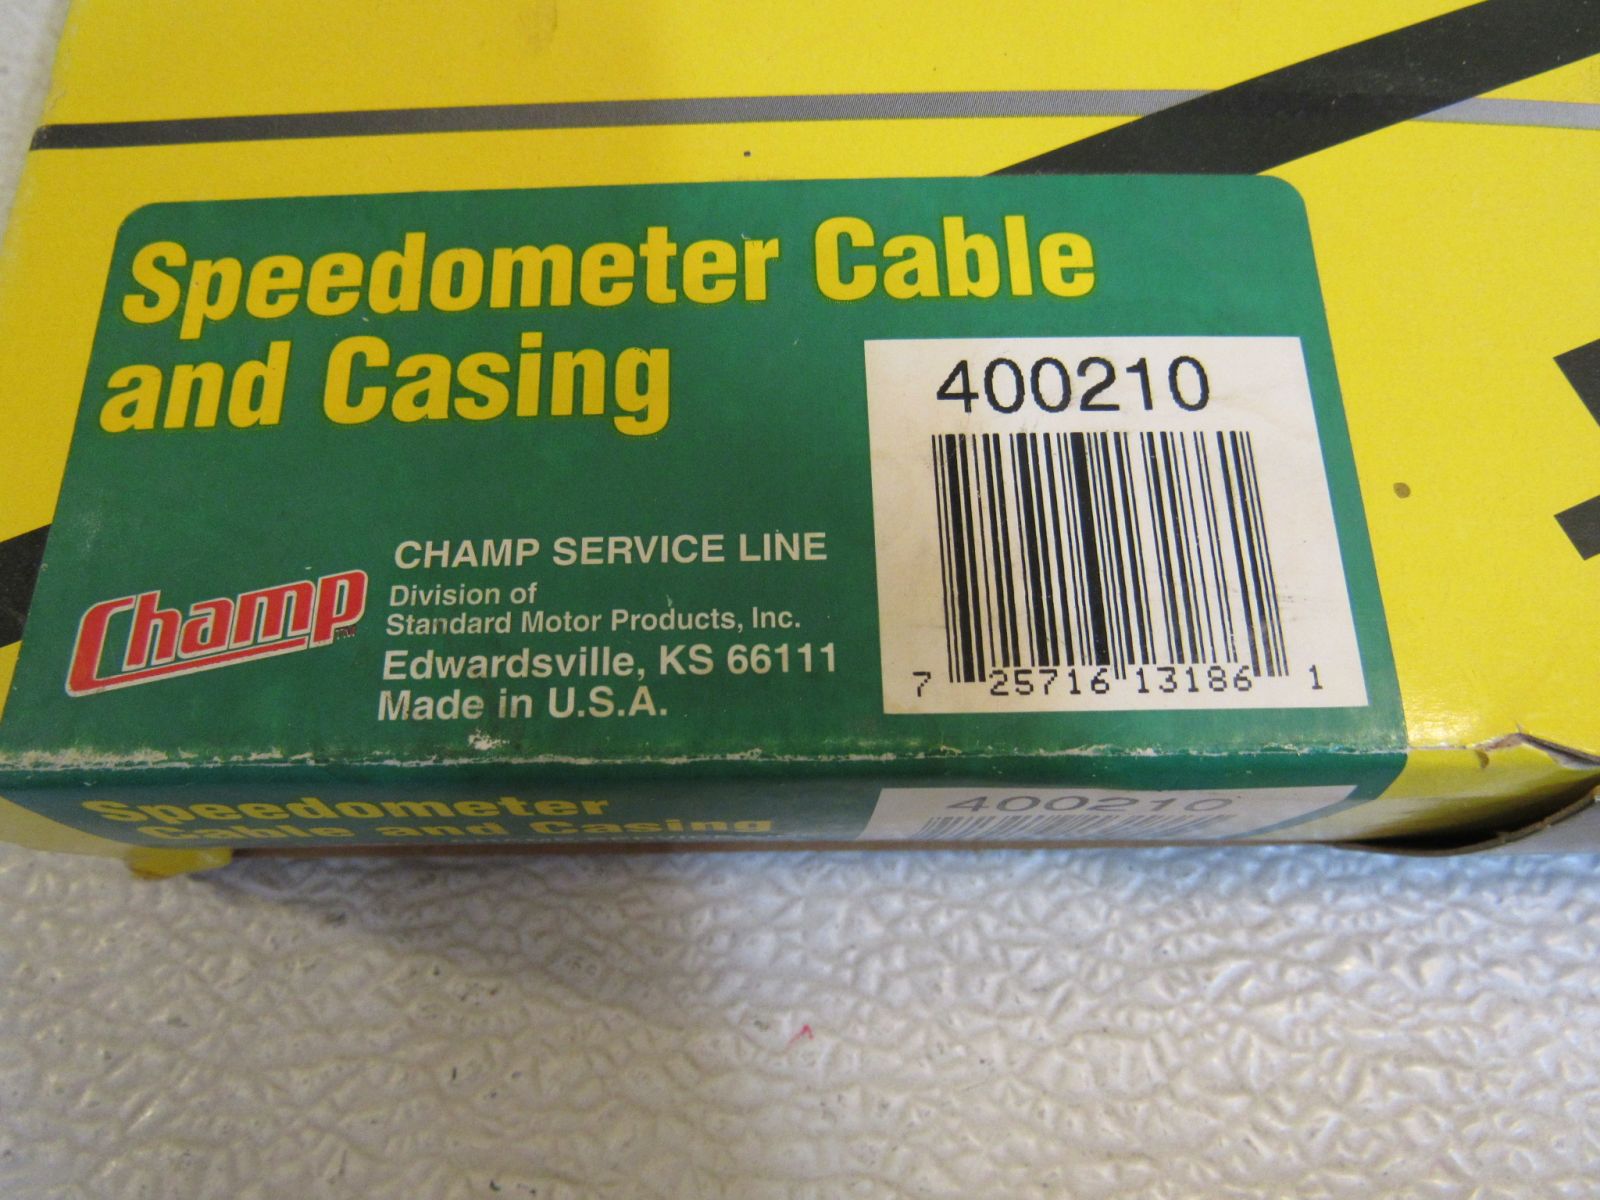 Speedometer Cable
and Casing
400210
Champ™
CHAMP SERVICE LINE
Division of
Standard Motor Products, Inc.
Edwardsville, KS 66111
Made in U.S.A.
7 25716 13186 1
Speedometer
Cable and Casing
400210